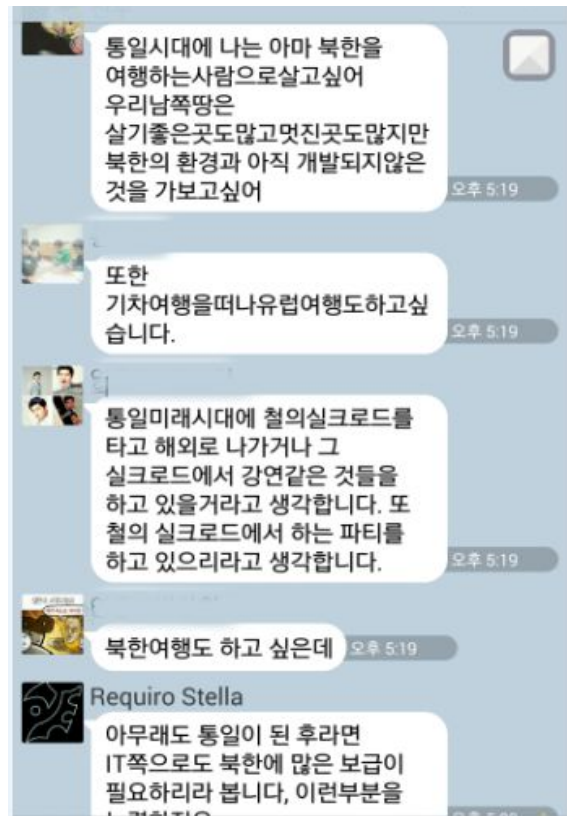 통일시대에 나는 아마 북한을
여행하는사람으로살고싶어
우리남쪽땅은
살기좋은곳도많고멋진곳도많지만
북한의 환경과 아직 개발되지않은
것을 가보고싶어
오후 5:19
또한
기차여행을떠나유럽여행도하고싶
습니다.
오후 5:19
통일미래시대에 철의실크로드를
타고 해외로 나가거나 그
실크로드에서 강연같은 것들을
하고 있을거라고 생각합니다. 또
철의 실크로드에서 하는 파티를
하고 있으리라고 생각합니다.
오후 5:19
북한여행도 하고 싶은데
오후 5:19
Requiro Stella
아무래도 통일이 된 후라면
IT쪽으로도 북한에 많은 보급이
필요하리라 봅니다, 이런부분을